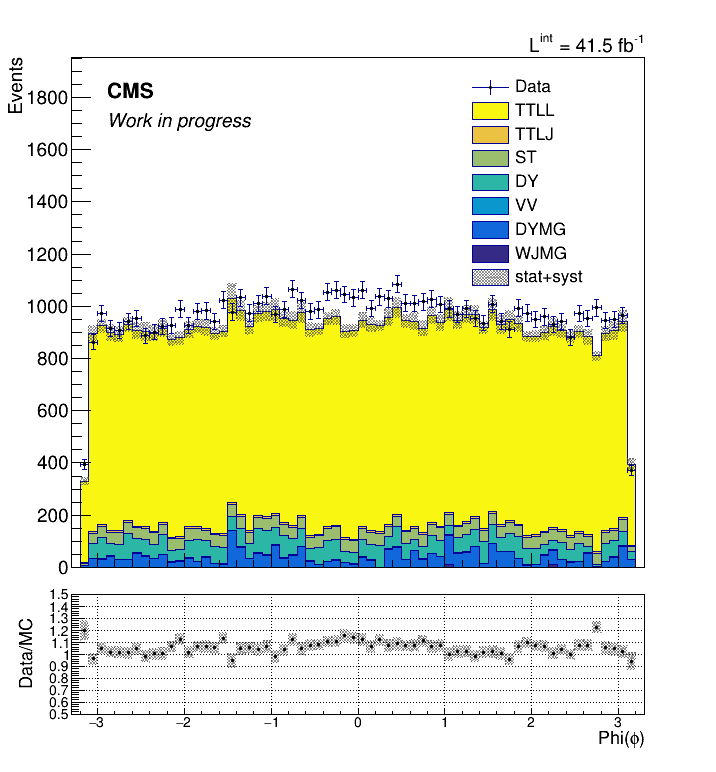 L^int = 41.5 fb^-1
Events
CMS
Work in progress
Data
TTLL
TTLJ
ST
DY
VV
DYMG
WJMG
stat+syst
1800
1600
1400
1200
1000
800
600
400
200
0
Data/MC
1.5
1.4
1.3
1.2
1.1
1
0.9
0.8
0.7
0.6
0.5
−3 −2 −1 0 1 2 3
Phi(ϕ)